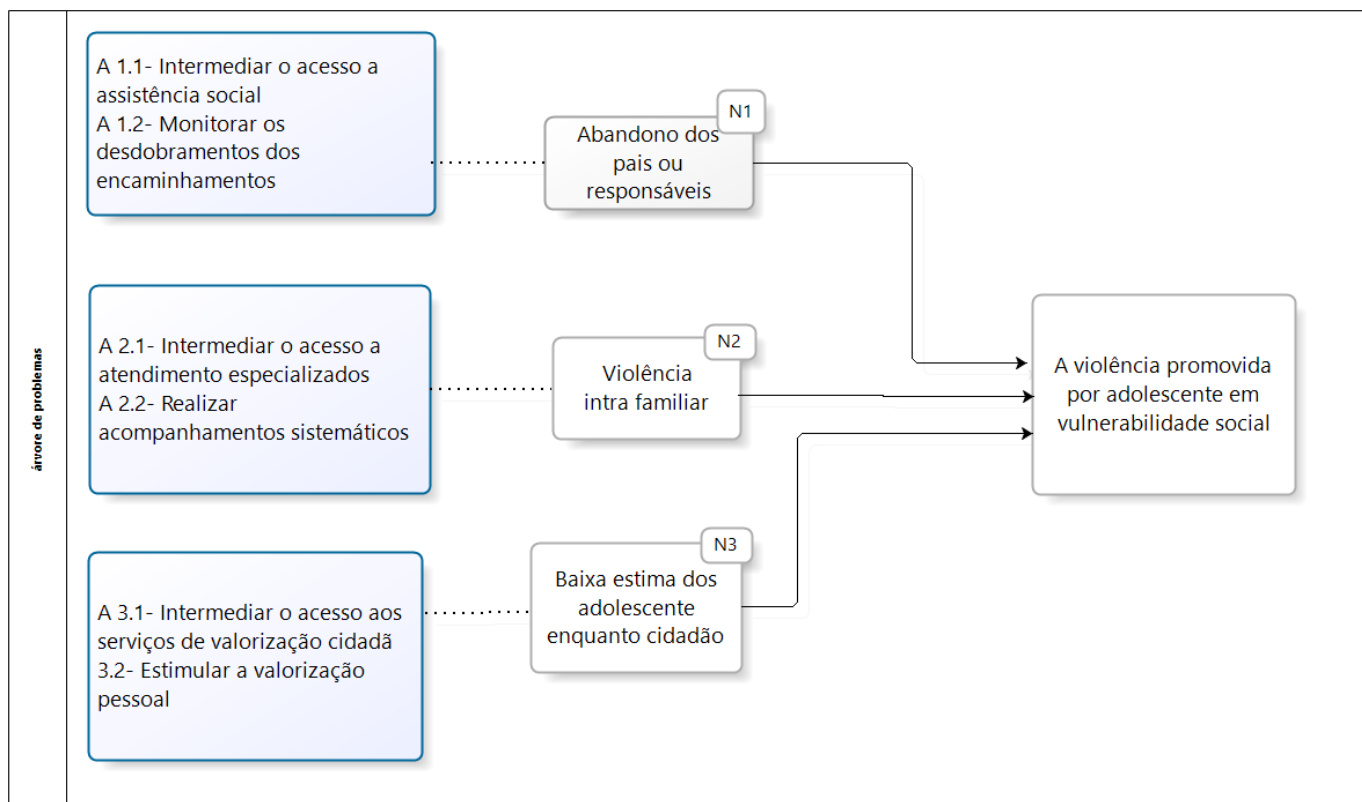 árvore de problemas
A 1.1- Intermediar o acesso a
assistência social
A 1.2- Monitorar os
desdobramentos dos
encaminhamentos
N1
Abandono dos
pais ou
responsáveis
A 2.1- Intermediar o acesso a
atendimento especializados
A 2.2- Realizar
acompanhamentos sistemáticos
N2
Violência
intra familiar
A violência promovida
por adolescente em
vulnerabilidade social
A 3.1- Intermediar o acesso aos
serviços de valorização cidadã
3.2- Estimular a valorização
pessoal
N3
Baixa estima dos
adolescente
enquanto cidadão